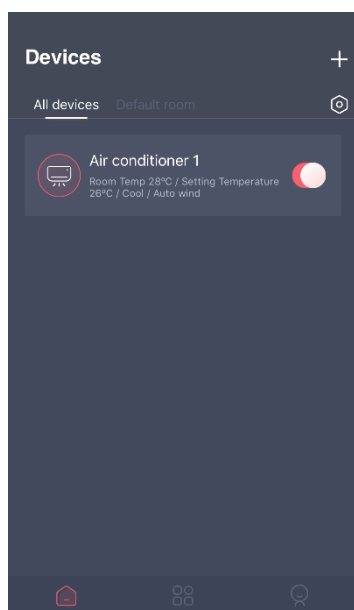 Devices
All devices Default room
Air conditioner 1
Room Temp 28°C / Setting Temperature
26°C / Cool / Auto wind